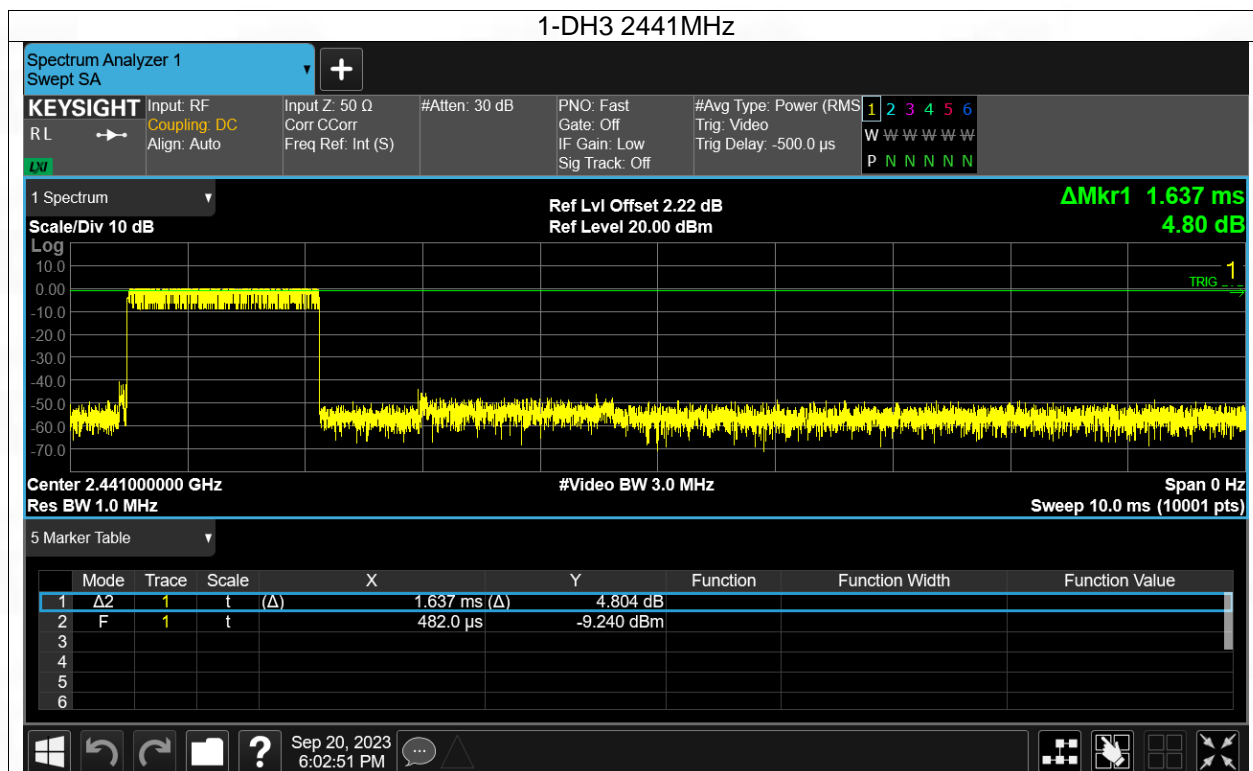 1-DH3 2441MHz
Spectrum Analyzer 1
Swept SA
+
KEYSIGHT Input: RF Input Z: 50 Ω #Atten: 30 dB PNO: Fast #Avg Type: Power (RMS 1 2 3 4 5 6
R L Coupling: DC Corr CCorr Gate: Off Trig: Video W W W W W W
Align: Auto Freq Ref: Int (S) IF Gain: Low Trig Delay: -500.0 µs
LXI Sig Track: Off P N N N N N
1 Spectrum Ref Lvl Offset 2.22 dB ΔMkr1 1.637 ms
Scale/Div 10 dB Ref Level 20.00 dBm 4.80 dB
Log
10.0 1
0.00 TRIG
-10.0
-20.0
-30.0
-40.0
-50.0
-60.0
-70.0
Center 2.441000000 GHz #Video BW 3.0 MHz Span 0 Hz
Res BW 1.0 MHz Sweep 10.0 ms (10001 pts)
5 Marker Table
Mode Trace Scale X Y Function Function Width Function Value
1 Δ2 1 t (Δ) 1.637 ms (Δ) 4.804 dB
2 F 1 t 482.0 µs -9.240 dBm
3
4
5
6
? Sep 20, 2023
6:02:51 PM